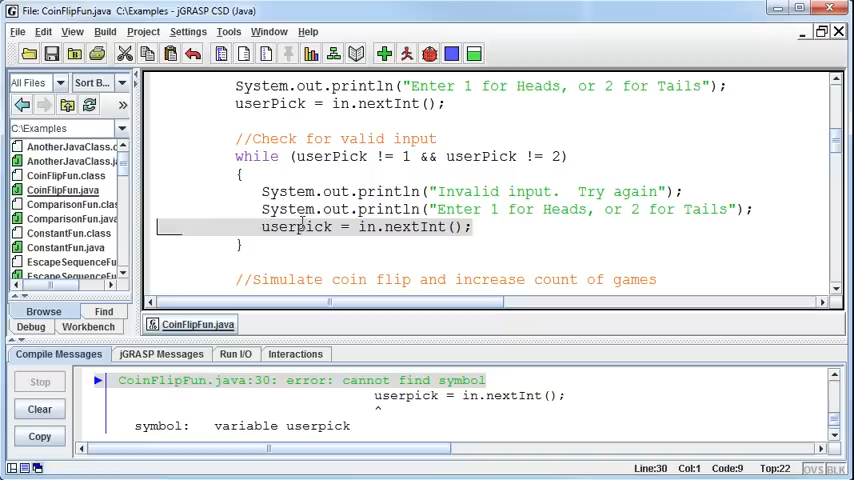 File: CoinFlipFun.java - jGRASP CSD (Java)
File Edit View Build Project Settings Tools Window Help
All Files Sort B...
C:\Examples
AnotherJavaClass.class
AnotherJavaClass.ja
CoinFlipFun.class
CoinFlipFun.java
ComparisonFun.clas
ComparisonFun.java
ConstantFun.class
ConstantFun.java
EscapeSequenceFu
Browse Find
Debug Workbench
System.out.println("Enter 1 for Heads, or 2 for Tails");
userPick = in.nextInt();
//Check for valid input
while (userPick != 1 && userPick != 2)
{
System.out.println("Invalid input.  Try again");
System.out.println("Enter 1 for Heads, or 2 for Tails");
userpick = in.nextInt();
}
//Simulate coin flip and increase count of games
CoinFlipFun.java
Compile Messages jGRASP Messages Run I/O Interactions
Stop
Clear
Copy
CoinFlipFun.java:30: error: cannot find symbol
userpick = in.nextInt();
^
symbol:   variable userpick
Line:30 Col:1 Code:9 Top:22 OVS BLK